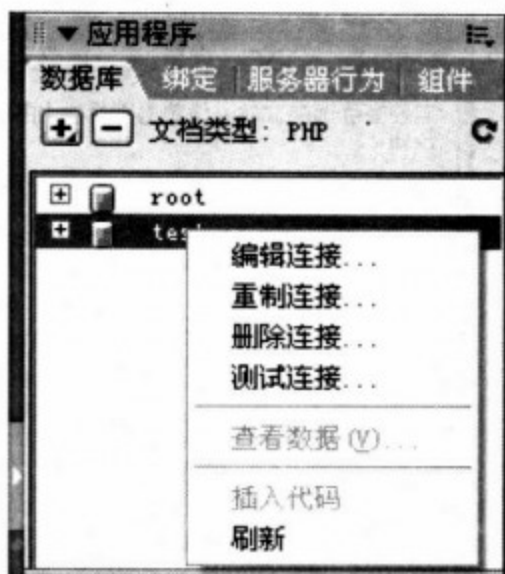 应用程序
数据库 绑定 服务器行为 组件
文档类型: PHP
root
编辑连接...
重制连接...
删除连接...
测试连接...
查看数据(V)...
插入代码
刷新